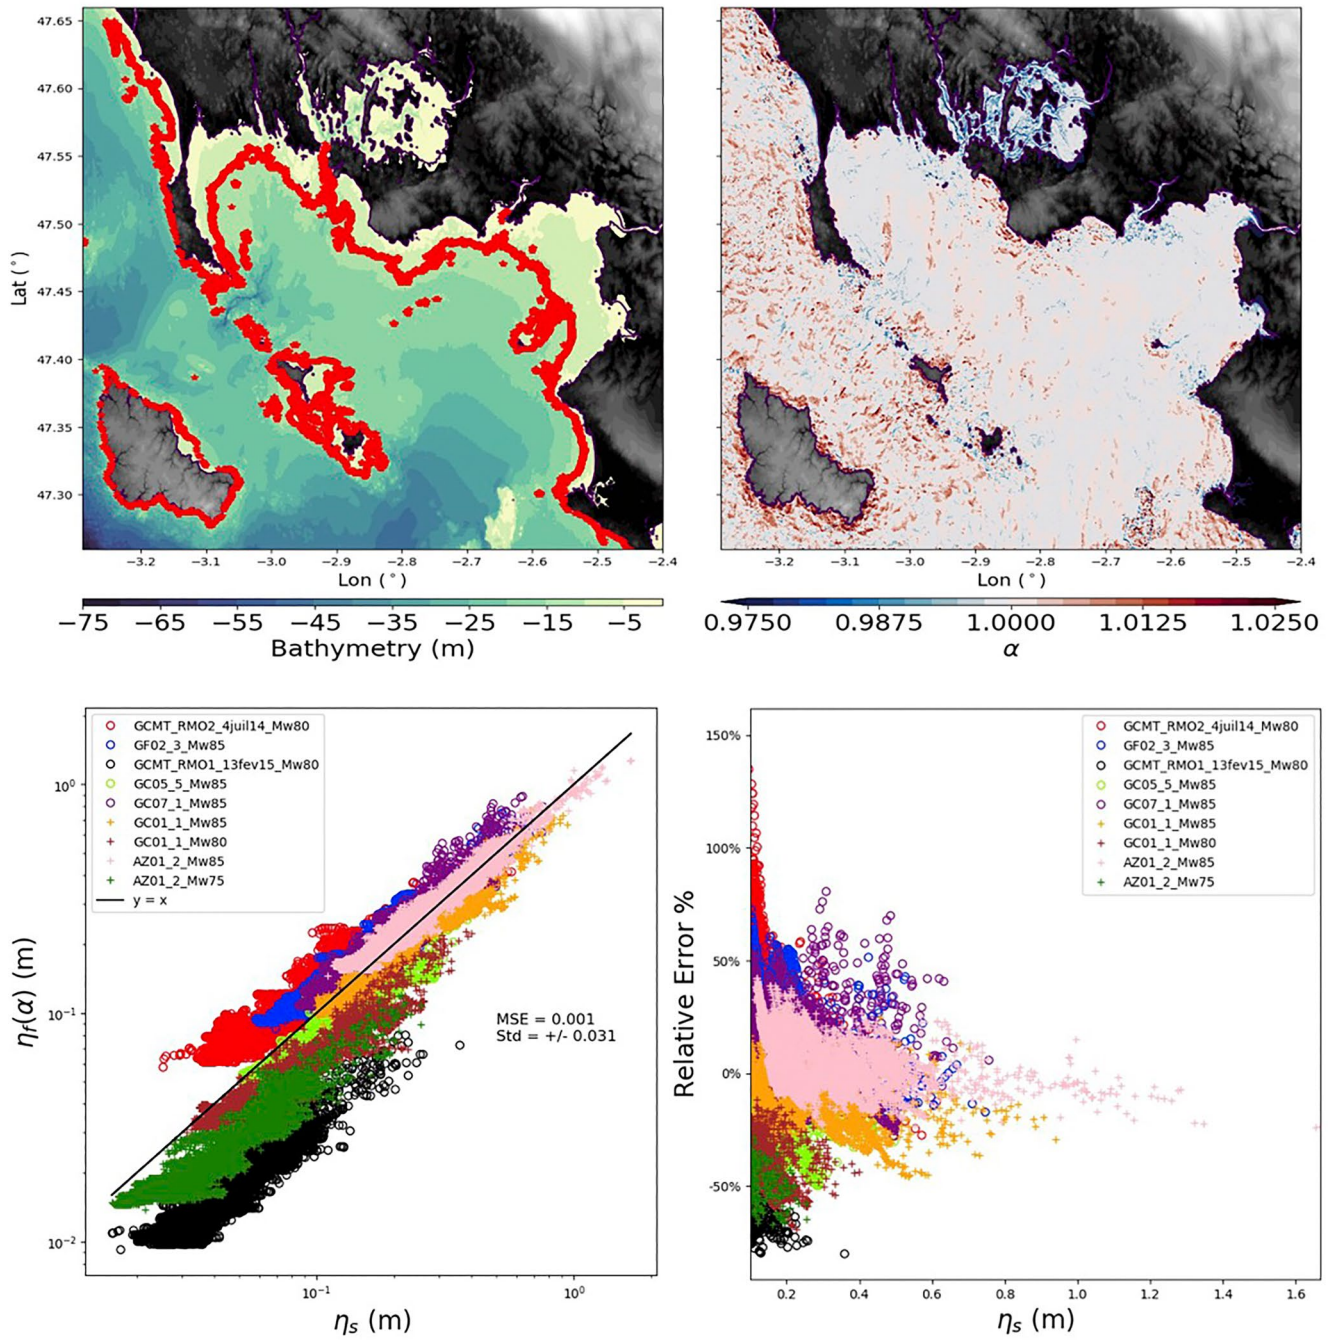 47.65
47.60
47.55
47.50
47.45
47.40
47.35
47.30
Lat (°)
−3.2 −3.1 −3.0 −2.9 −2.8 −2.7 −2.6 −2.5 −2.4
Lon (°)
−75 −65 −55 −45 −35 −25 −15 −5
Bathymetry (m)
−3.2 −3.1 −3.0 −2.9 −2.8 −2.7 −2.6 −2.5 −2.4
Lon (°)
0.9750 0.9875 1.0000 1.0125 1.0250
α
GCMT_RMO2_4juil14_Mw80
GF02_3_Mw85
GCMT_RMO1_13fev15_Mw80
GC05_5_Mw85
GC07_1_Mw85
GC01_1_Mw85
GC01_1_Mw80
AZ01_2_Mw85
AZ01_2_Mw75
y = x
10⁰
10⁻¹
10⁻²
ηf(α) (m)
MSE = 0.001
Std = +/- 0.031
10⁻¹ 10⁰
ηs (m)
GCMT_RMO2_4juil14_Mw80
GF02_3_Mw85
GCMT_RMO1_13fev15_Mw80
GC05_5_Mw85
GC07_1_Mw85
GC01_1_Mw85
GC01_1_Mw80
AZ01_2_Mw85
AZ01_2_Mw75
150%
100%
50%
0%
-50%
Relative Error %
0.2 0.4 0.6 0.8 1.0 1.2 1.4 1.6
ηs (m)